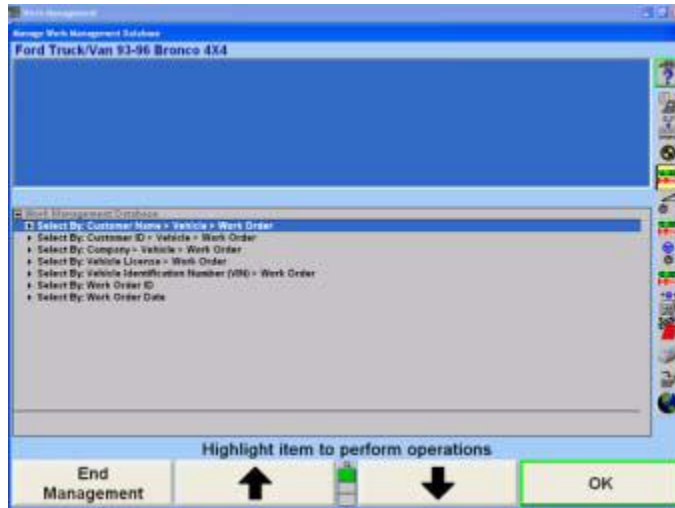 Work Management
Manage Work Management Database
Ford Truck/Van 93-96 Bronco 4X4
Work Management Database
Select By: Customer Name > Vehicle > Work Order
Select By: Customer ID > Vehicle > Work Order
Select By: Company > Vehicle > Work Order
Select By: Vehicle License > Work Order
Select By: Vehicle Identification Number (VIN) > Work Order
Select By: Work Order ID
Select By: Work Order Date
Highlight item to perform operations
End
Management
OK